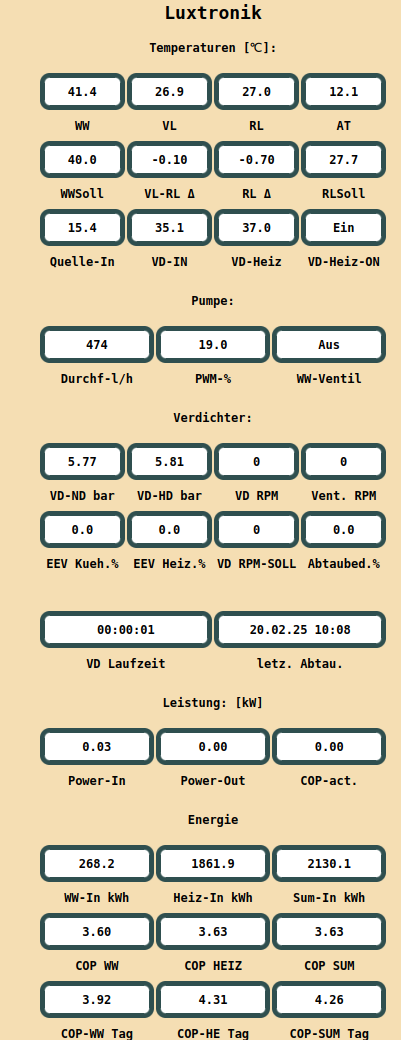 Luxtronik
Temperaturen [℃]:
41.4 26.9 27.0 12.1
WW VL RL AT
40.0 -0.10 -0.70 27.7
WWSoll VL-RL Δ RL Δ RLSoll
15.4 35.1 37.0 Ein
Quelle-In VD-IN VD-Heiz VD-Heiz-ON
Pumpe:
474 19.0 Aus
Durchf-l/h PWM-% WW-Ventil
Verdichter:
5.77 5.81 0 0
VD-ND bar VD-HD bar VD RPM Vent. RPM
0.0 0.0 0 0.0
EEV Kueh.% EEV Heiz.% VD RPM-SOLL Abtaubed.%
00:00:01 20.02.25 10:08
VD Laufzeit letz. Abtau.
Leistung: [kW]
0.03 0.00 0.00
Power-In Power-Out COP-act.
Energie
268.2 1861.9 2130.1
WW-In kWh Heiz-In kWh Sum-In kWh
3.60 3.63 3.63
COP WW COP HEIZ COP SUM
3.92 4.31 4.26
COP-WW Tag COP-HE Tag COP-SUM Tag